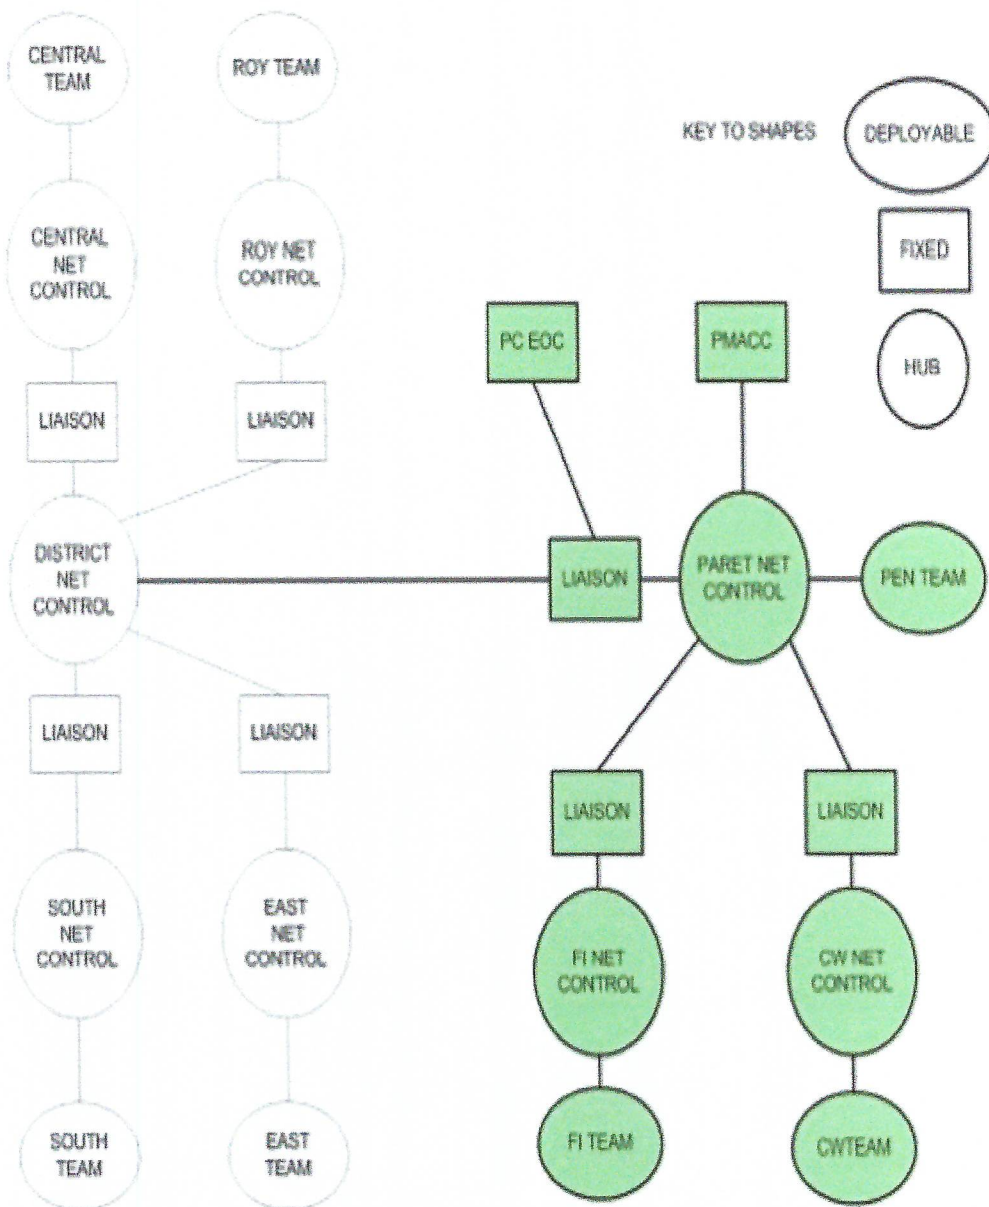 CENTRAL
TEAM
ROY TEAM
KEY TO SHAPES
DEPLOYABLE
CENTRAL
NET
CONTROL
ROY NET
CONTROL
FIXED
PC EOC
PMACC
HUB
LIAISON
LIAISON
DISTRICT
NET
CONTROL
LIAISON
PARET NET
CONTROL
PEN TEAM
LIAISON
LIAISON
LIAISON
LIAISON
SOUTH
NET
CONTROL
EAST
NET
CONTROL
FI NET
CONTROL
CW NET
CONTROL
SOUTH
TEAM
EAST
TEAM
FI TEAM
CWTEAM